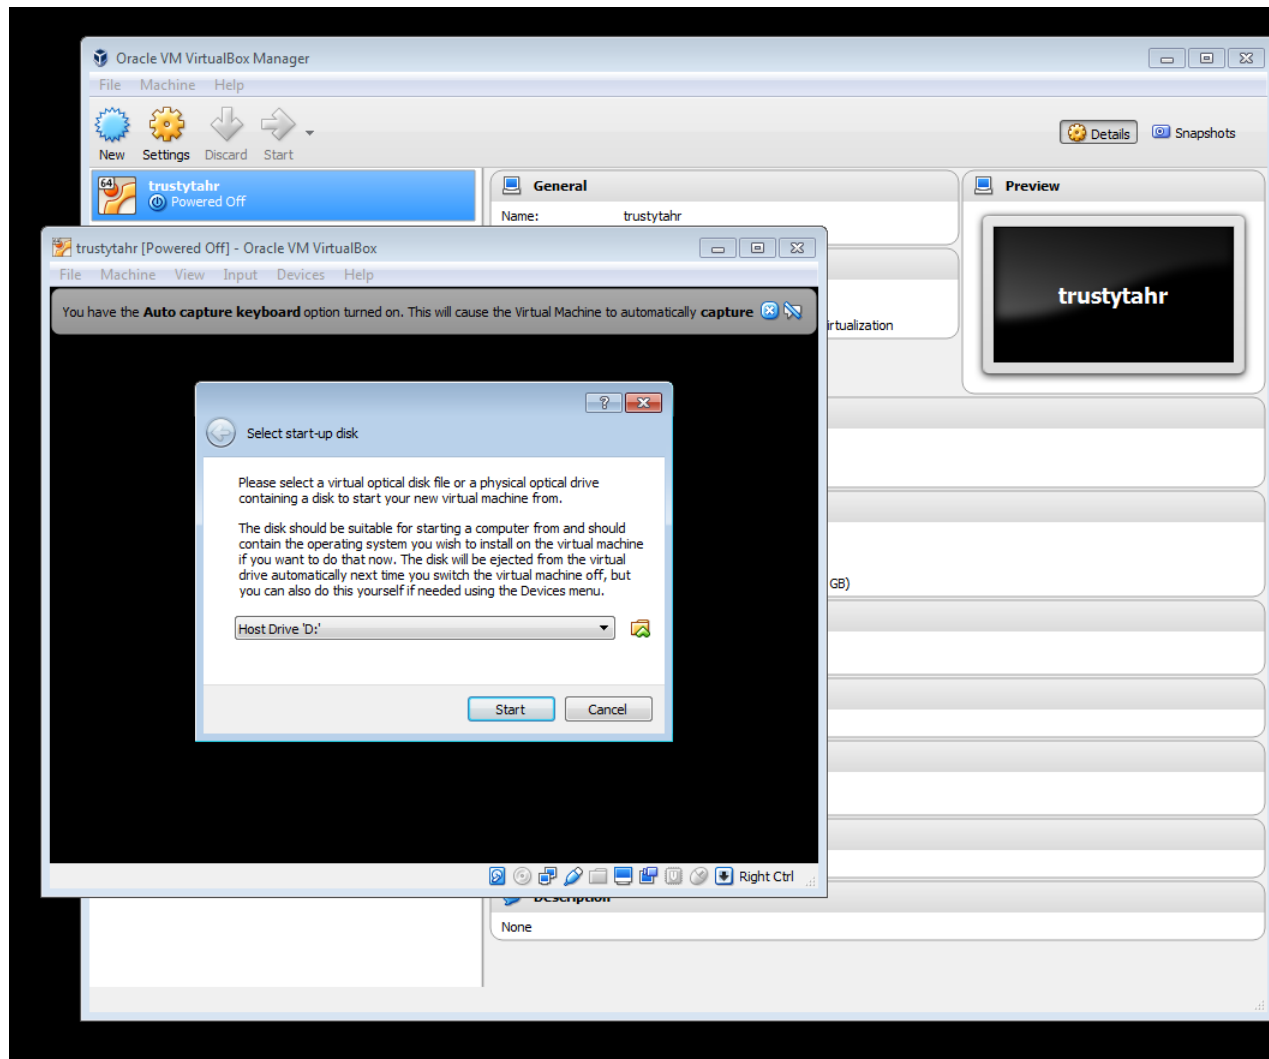 Oracle VM VirtualBox Manager
File Machine Help
New Settings Discard Start
Details Snapshots
64
trustytahr
Powered Off
General
Name: trustytahr
Preview
trustytahr
irtualization
GB)
trustytahr [Powered Off] - Oracle VM VirtualBox
File Machine View Input Devices Help
You have the Auto capture keyboard option turned on. This will cause the Virtual Machine to automatically capture
Select start-up disk
Please select a virtual optical disk file or a physical optical drive
containing a disk to start your new virtual machine from.
The disk should be suitable for starting a computer from and should
contain the operating system you wish to install on the virtual machine
if you want to do that now. The disk will be ejected from the virtual
drive automatically next time you switch the virtual machine off, but
you can also do this yourself if needed using the Devices menu.
Host Drive 'D:'
Start Cancel
Right Ctrl
Description
None